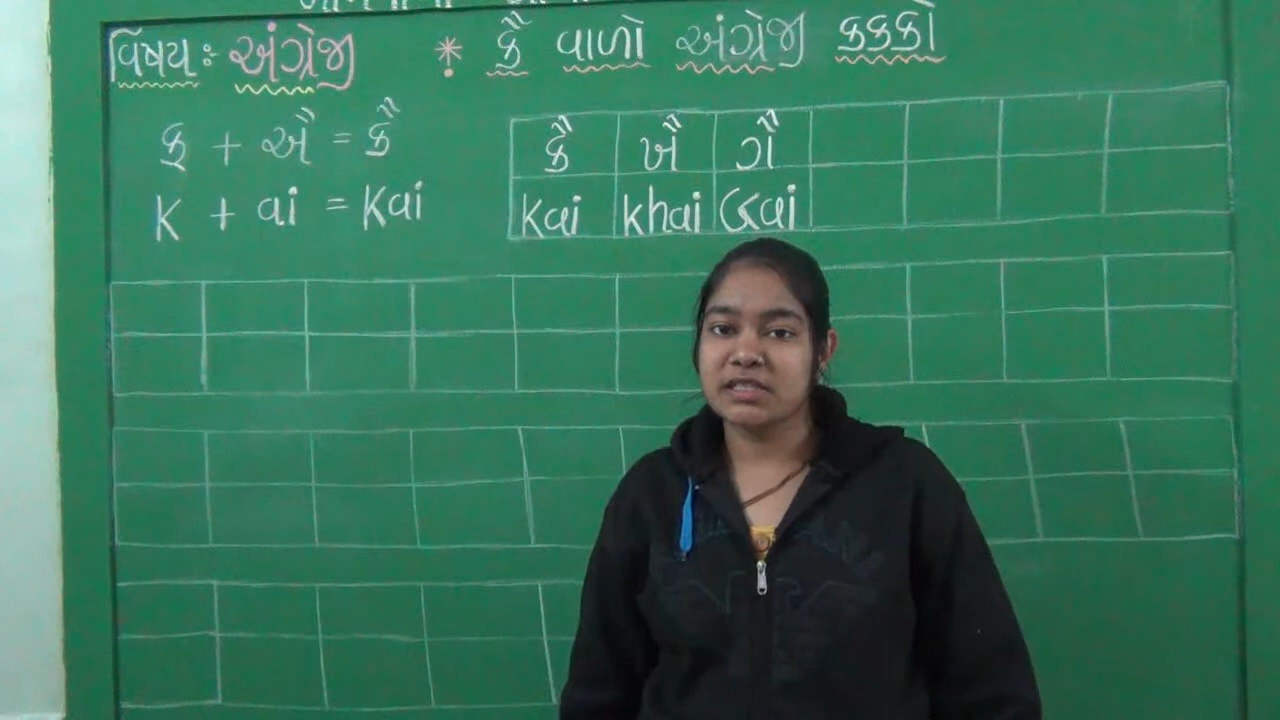 વિષય: અંગ્રેજી * કૈ વાળો અંગ્રેજી કક્કો
ક્ + ઐ = કૈ
K + ai = Kai
કૈ ખૈ ગૈ
Kai khai Gai